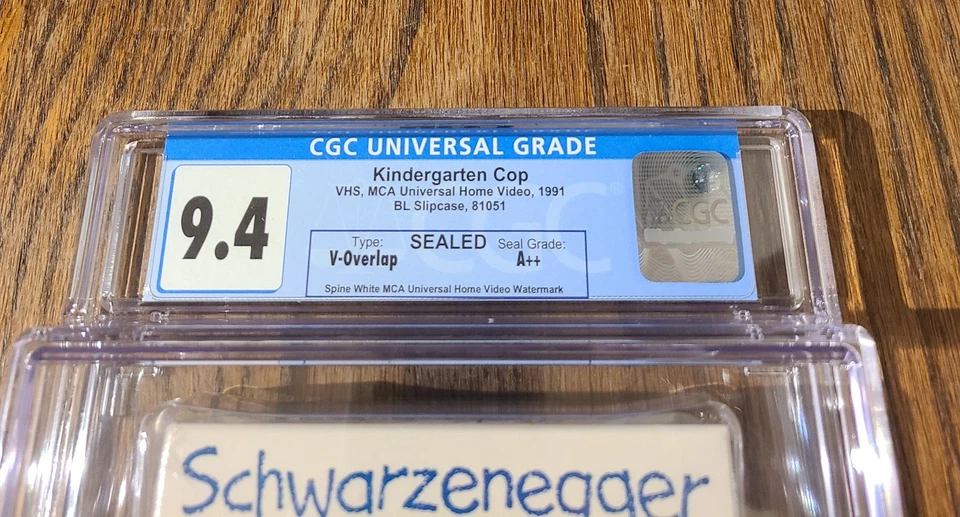 CGC UNIVERSAL GRADE
9.4
Kindergarten Cop
VHS, MCA Universal Home Video, 1991
BL Slipcase, 81051
Type: SEALED Seal Grade:
V-Overlap A++
Spine White MCA Universal Home Video Watermark
CGC
CGC
Schwarzenegger